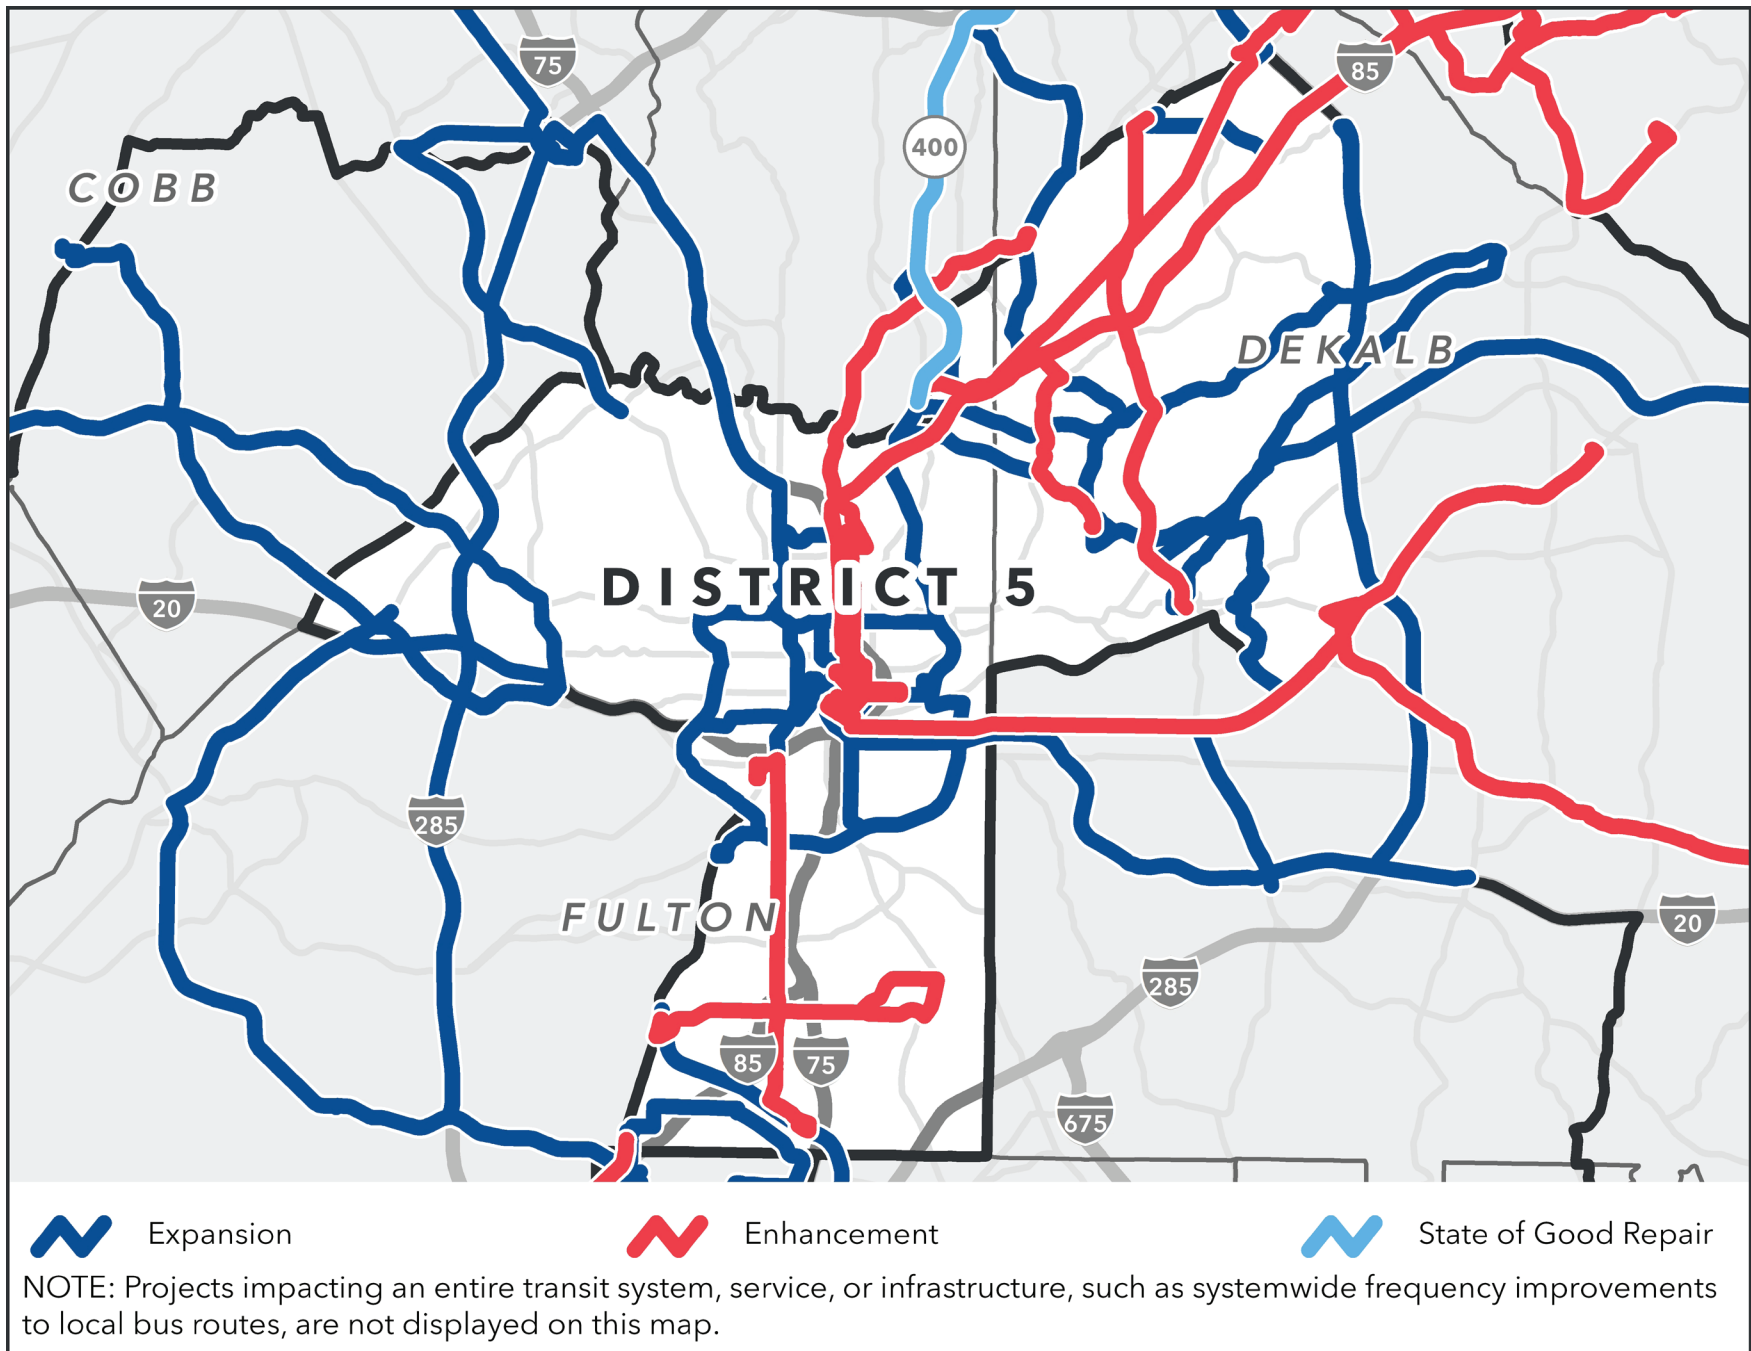 75
85
400
COBB
DEKALB
DISTRICT 5
20
285
FULTON
20
285
85
75
675
Expansion
Enhancement
State of Good Repair
NOTE: Projects impacting an entire transit system, service, or infrastructure, such as systemwide frequency improvements
to local bus routes, are not displayed on this map.